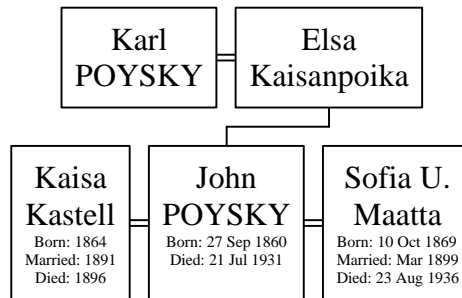 Karl
POYSKY
Elsa
Kaisanpoika
Kaisa
Kastell
Born: 1864
Married: 1891
Died: 1896
John
POYSKY
Born: 27 Sep 1860
Died: 21 Jul 1931
Sofia U.
Maatta
Born: 10 Oct 1869
Married: Mar 1899
Died: 23 Aug 1936